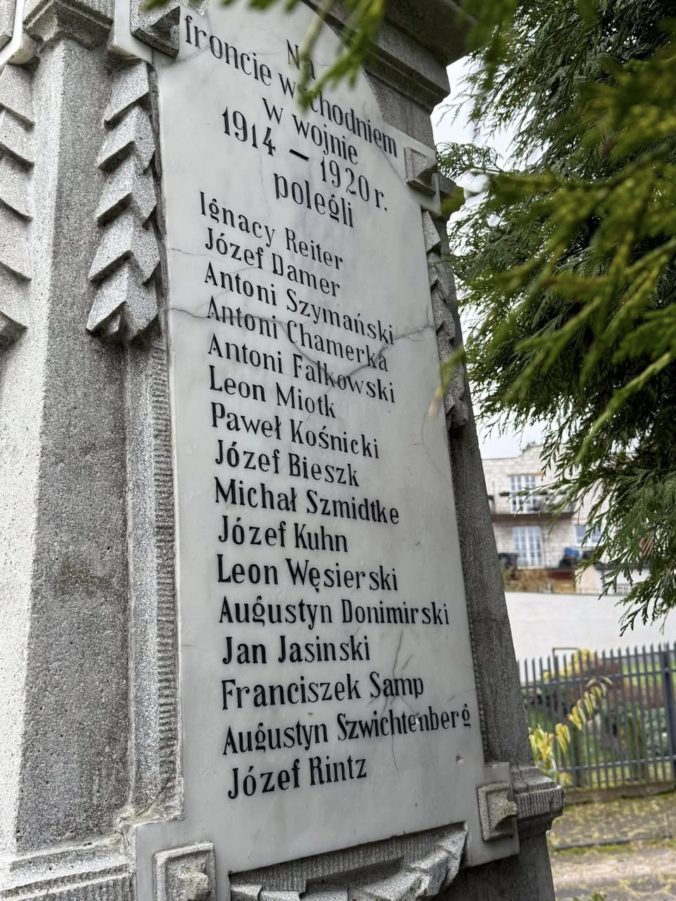 Na
froncie wschodniem
w wojnie
1914 – 1920 r.
polegli
Ignacy Reiter
Józef Damer
Antoni Szymański
Antoni Chamerka
Antoni Falkowski
Leon Miotk
Paweł Kośnicki
Józef Bieszk
Michał Szmidtke
Józef Kuhn
Leon Węsierski
Augustyn Donimirski
Jan Jasinski
Franciszek Samp
Augustyn Szwichtenberg
Józef Rintz